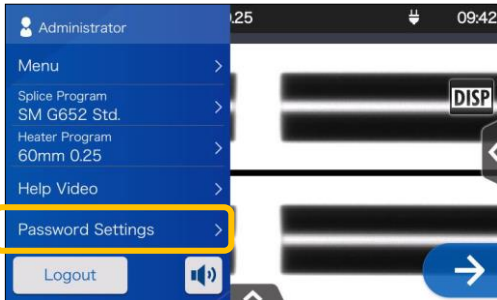 Administrator
.25
09:42
Menu
Splice Program
SM G652 Std.
DISP
Heater Program
60mm 0.25
Help Video
Password Settings
Logout